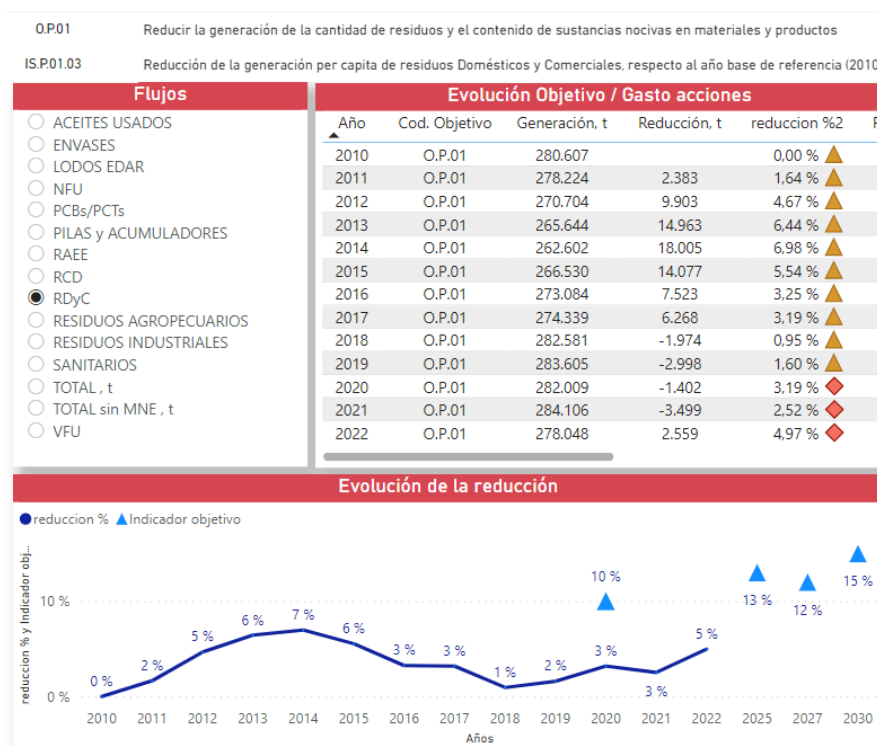 O.P.01 Reducir la generación de la cantidad de residuos y el contenido de sustancias nocivas en materiales y productos
IS.P.01.03 Reducción de la generación per capita de residuos Domésticos y Comerciales, respecto al año base de referencia (2010
Flujos
ACEITES USADOS
ENVASES
LODOS EDAR
NFU
PCBs/PCTs
PILAS y ACUMULADORES
RAEE
RCD
RDyC
RESIDUOS AGROPECUARIOS
RESIDUOS INDUSTRIALES
SANITARIOS
TOTAL , t
TOTAL sin MNE , t
VFU
Evolución Objetivo / Gasto acciones
Año Cod. Objetivo Generación, t Reducción, t reduccion %2
2010 O.P.01 280.607 0,00 %
2011 O.P.01 278.224 2.383 1,64 %
2012 O.P.01 270.704 9.903 4,67 %
2013 O.P.01 265.644 14.963 6,44 %
2014 O.P.01 262.602 18.005 6,98 %
2015 O.P.01 266.530 14.077 5,54 %
2016 O.P.01 273.084 7.523 3,25 %
2017 O.P.01 274.339 6.268 3,19 %
2018 O.P.01 282.581 -1.974 0,95 %
2019 O.P.01 283.605 -2.998 1,60 %
2020 O.P.01 282.009 -1.402 3,19 %
2021 O.P.01 284.106 -3.499 2,52 %
2022 O.P.01 278.048 2.559 4,97 %
Evolución de la reducción
reduccion % Indicador objetivo
reduccion % y Indicador obj...
10 %
0 %
0 % 2 % 5 % 6 % 7 % 6 % 3 % 3 % 1 % 2 % 3 % 3 % 5 %
10 % 13 % 12 % 15 %
2010 2011 2012 2013 2014 2015 2016 2017 2018 2019 2020 2021 2022 2025 2027 2030
Años